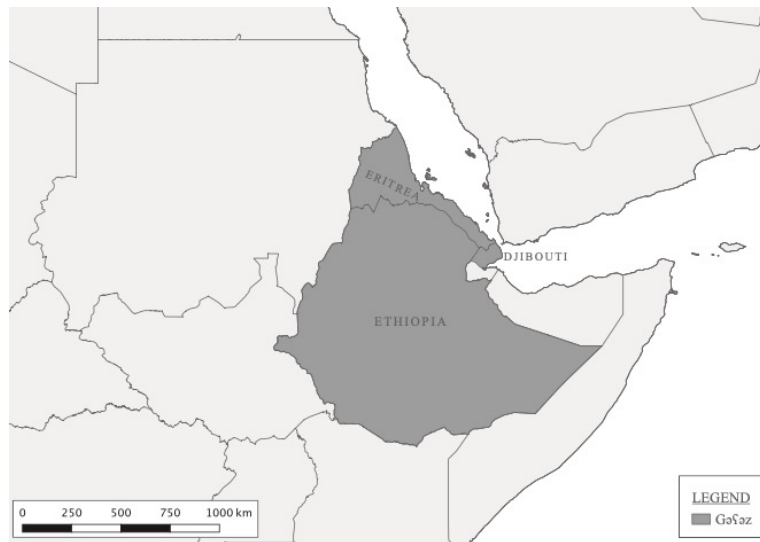 ERITREA
DJIBOUTI
ETHIOPIA
0 250 500 750 1000 km
LEGEND
Gəʕəz